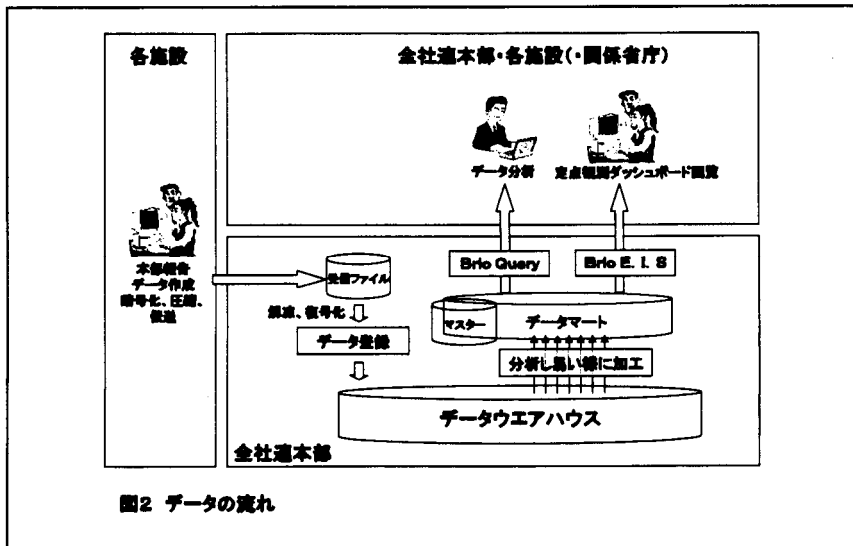 各施設
本部報告
データ作成
暗号化、圧縮、
伝送
全社連本部・各施設(・関係省庁)
データ分析
定点観測ダッシュボード閲覧
Brio Query
Brio E. I. S
受信ファイル
解凍、復号化
データ登録
マスター
データマート
分析し易い様に加工
データウエアハウス
全社連本部
図2 データの流れ